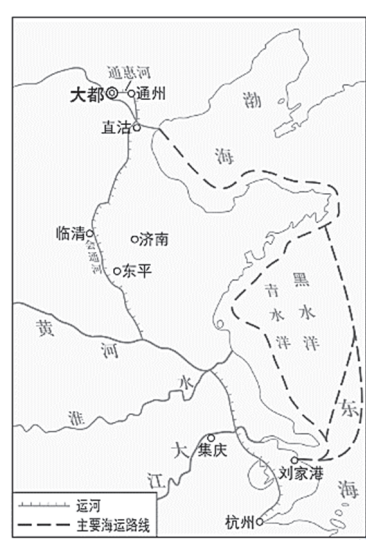 通惠河
大都
通州
直沽
渤海
临清
会通河
济南
东平
黄河
青水洋
黑水洋
淮水
大江
集庆
刘家港
东海
杭州
运河
主要海运路线